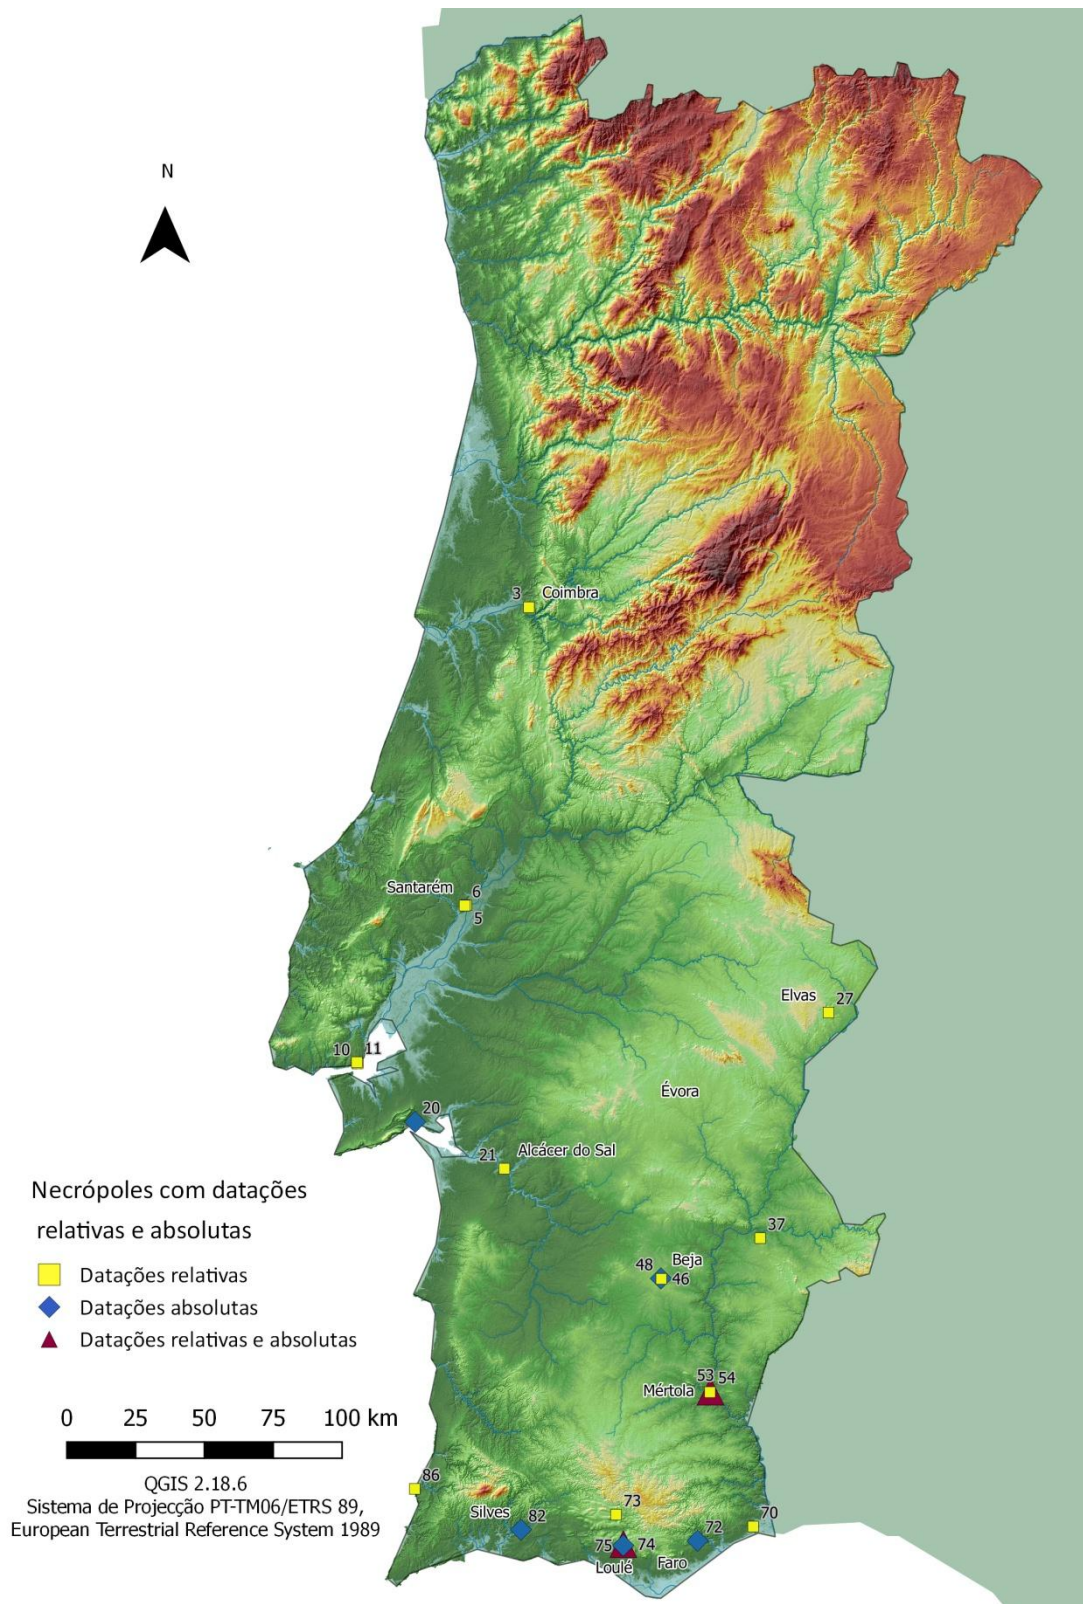 N
3 Coimbra
Santarém 6
5
Elvas 27
10 11
Évora
20
21 Alcácer do Sal
37
48 Beja
46
53 54
Mértola
86
Silves
82
73
70
72
75 74
Loulé Faro
Necrópoles com datações
relativas e absolutas
Datações relativas
Datações absolutas
Datações relativas e absolutas
0 25 50 75 100 km
QGIS 2.18.6
Sistema de Projecção PT-TM06/ETRS 89,
European Terrestrial Reference System 1989